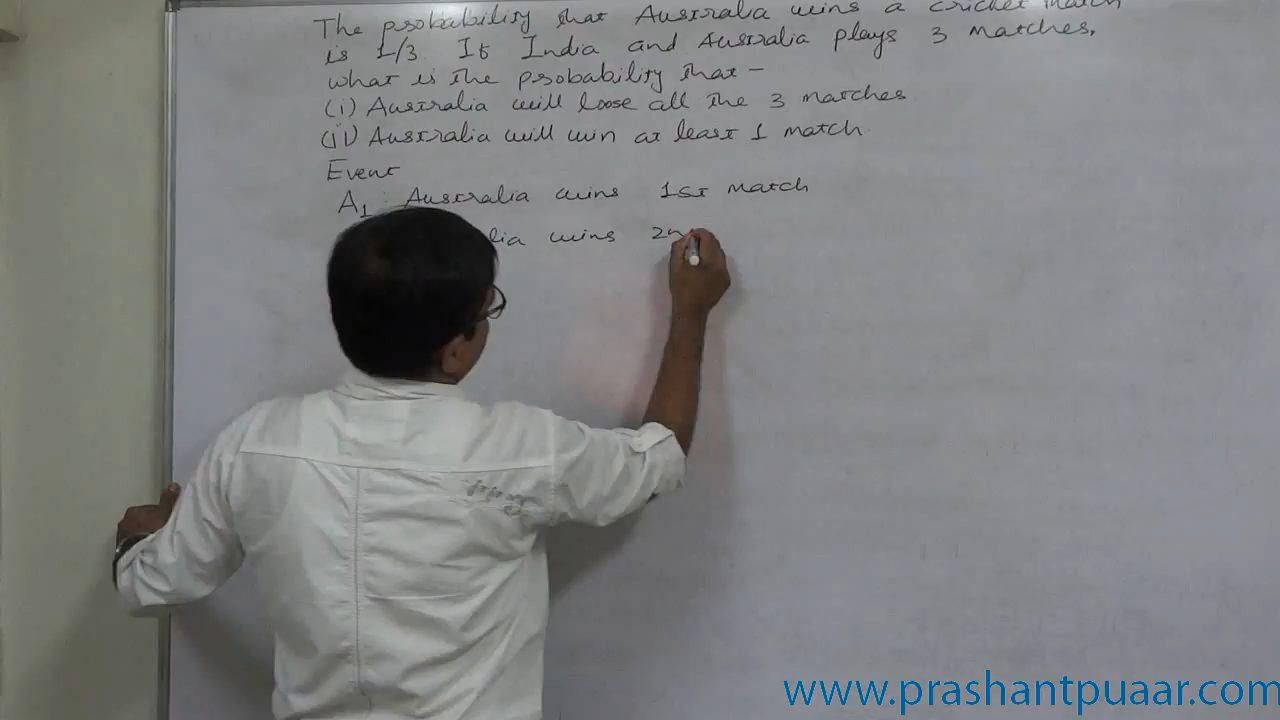 The probability that Australia wins a cricket match
is 1/3. If India and Australia plays 3 matches,
what is the probability that -
(i) Australia will loose all the 3 matches
(ii) Australia will win at least 1 match.
Event
A1: Australia wins 1st match
lia wins 2n
www.prashantpuaar.com